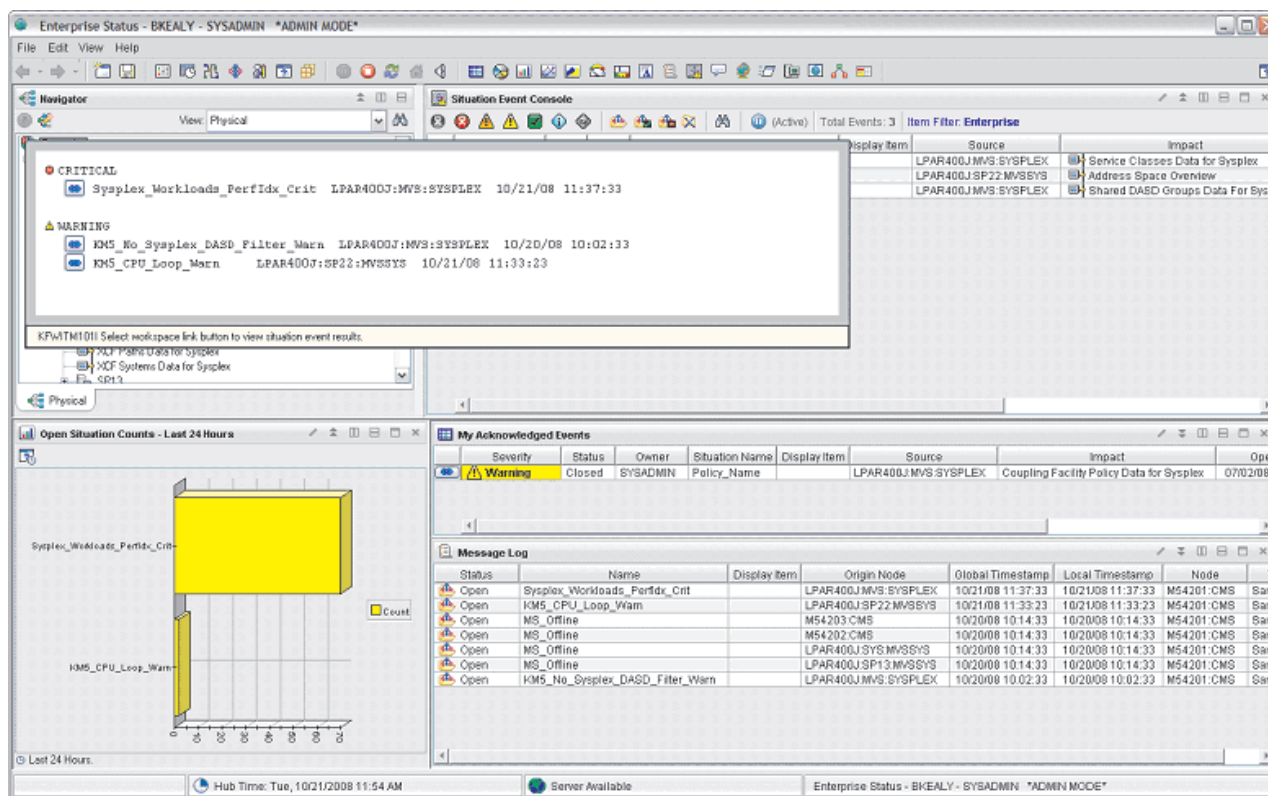 Enterprise Status - BKEALY - SYSADMIN *ADMIN MODE*
File Edit View Help
Navigator
View: Physical
CRITICAL
Sysplex_Workloads_PerfIdx_Crit LPAR400J:MVS:SYSPLEX 10/21/08 11:37:33
WARNING
KM5_No_Sysplex_DASD_Filter_Warn LPAR400J:MVS:SYSPLEX 10/20/08 10:02:33
KM5_CPU_Loop_Warn LPAR400J:SP22:MVSSYS 10/21/08 11:33:23
KFWITM101I Select workspace link button to view situation event results.
XCF Paths Data for Sysplex
XCF Systems Data for Sysplex
SP13
Physical
Situation Event Console
(Active) Total Events: 3 Item Filter: Enterprise
Display Item Source Impact
LPAR400J:MVS:SYSPLEX Service Classes Data for Sysplex
LPAR400J:SP22:MVSSYS Address Space Overview
LPAR400J:MVS:SYSPLEX Shared DASD Groups Data For Sys
Open Situation Counts - Last 24 Hours
Sysplex_Workloads_PerfIdx_Crit
KM5_CPU_Loop_Warn
0 10 20 30 40 50 60 70
Count
Last 24 Hours.
My Acknowledged Events
Severity Status Owner Situation Name Display Item Source Impact Ope
Warning Closed SYSADMIN Policy_Name LPAR400J:MVS:SYSPLEX Coupling Facility Policy Data for Sysplex 07/02/08
Message Log
Status Name Display Item Origin Node Global Timestamp Local Timestamp Node
Open Sysplex_Workloads_PerfIdx_Crit LPAR400J:MVS:SYSPLEX 10/21/08 11:37:33 10/21/08 11:37:33 M54201:CMS Sa
Open KM5_CPU_Loop_Warn LPAR400J:SP22:MVSSYS 10/21/08 11:33:23 10/21/08 11:33:23 M54201:CMS Sa
Open MS_Offline M54203:CMS 10/20/08 10:14:33 10/20/08 10:14:33 M54201:CMS Sa
Open MS_Offline M54202:CMS 10/20/08 10:14:33 10/20/08 10:14:33 M54201:CMS Sa
Open MS_Offline LPAR400J:SYS:MVSSYS 10/20/08 10:14:33 10/20/08 10:14:33 M54201:CMS Sa
Open MS_Offline LPAR400J:SP13:MVSSYS 10/20/08 10:14:33 10/20/08 10:14:33 M54201:CMS Sa
Open KM5_No_Sysplex_DASD_Filter_Warn LPAR400J:MVS:SYSPLEX 10/20/08 10:02:33 10/20/08 10:02:33 M54201:CMS Sa
Hub Time: Tue, 10/21/2008 11:54 AM Server Available Enterprise Status - BKEALY - SYSADMIN *ADMIN MODE*